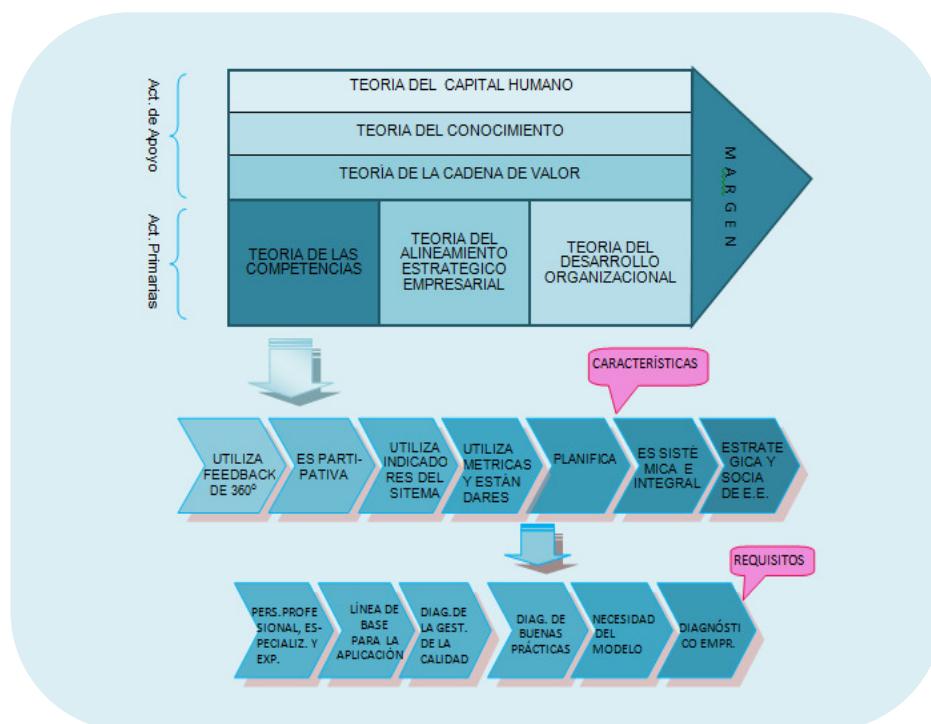 Act. de Apoyo
TEORIA DEL CAPITAL HUMANO
TEORIA DEL CONOCIMIENTO
TEORÌA DE LA CADENA DE VALOR
MARGEN
Act. Primarias
TEORIA DE LAS
COMPETENCIAS
TEORIA DEL
ALINEAMIENTO
ESTRATEGICO
EMPRESARIAL
TEORIA DEL
DESARROLLO
ORGANIZACIONAL
CARACTERÍSTICAS
UTILIZA
FEEDBACK
DE 360º
ES PARTI-
PATIVA
UTILIZA
INDICADO
RES DEL
SITEMA
UTILIZA
METRICAS
Y ESTÀN
DARES
PLANIFICA
ES SISTÈ
MICA E
INTEGRAL
ESTRATE
GICA Y
SOCIA
DE E.E.
REQUISITOS
PERS.PROFE
SIONAL, ES-
PECIALIZ. Y
EXP.
LÍNEA DE
BASE
PARA LA
APLICACIÓN
DIAG.DE
LA GEST.
DE LA
CALIDAD
DIAG. DE
BUENAS
PRÁCTICAS
NECESIDAD
DEL
MODELO
DIAGNÓSTI
CO EMPR.